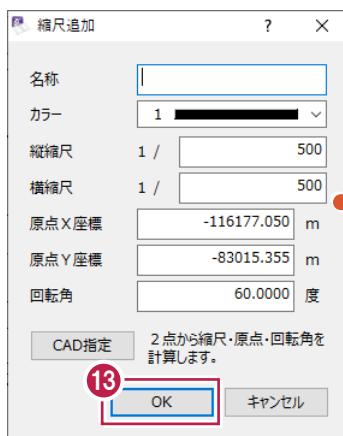 縮尺追加 ? ×
名称
カラー 1
縦縮尺 1 / 500
横縮尺 1 / 500
原点X座標 -116177.050 m
原点Y座標 -83015.355 m
回転角 60.0000 度
CAD指定 2点から縮尺・原点・回転角を
計算します。
13
OK キャンセル